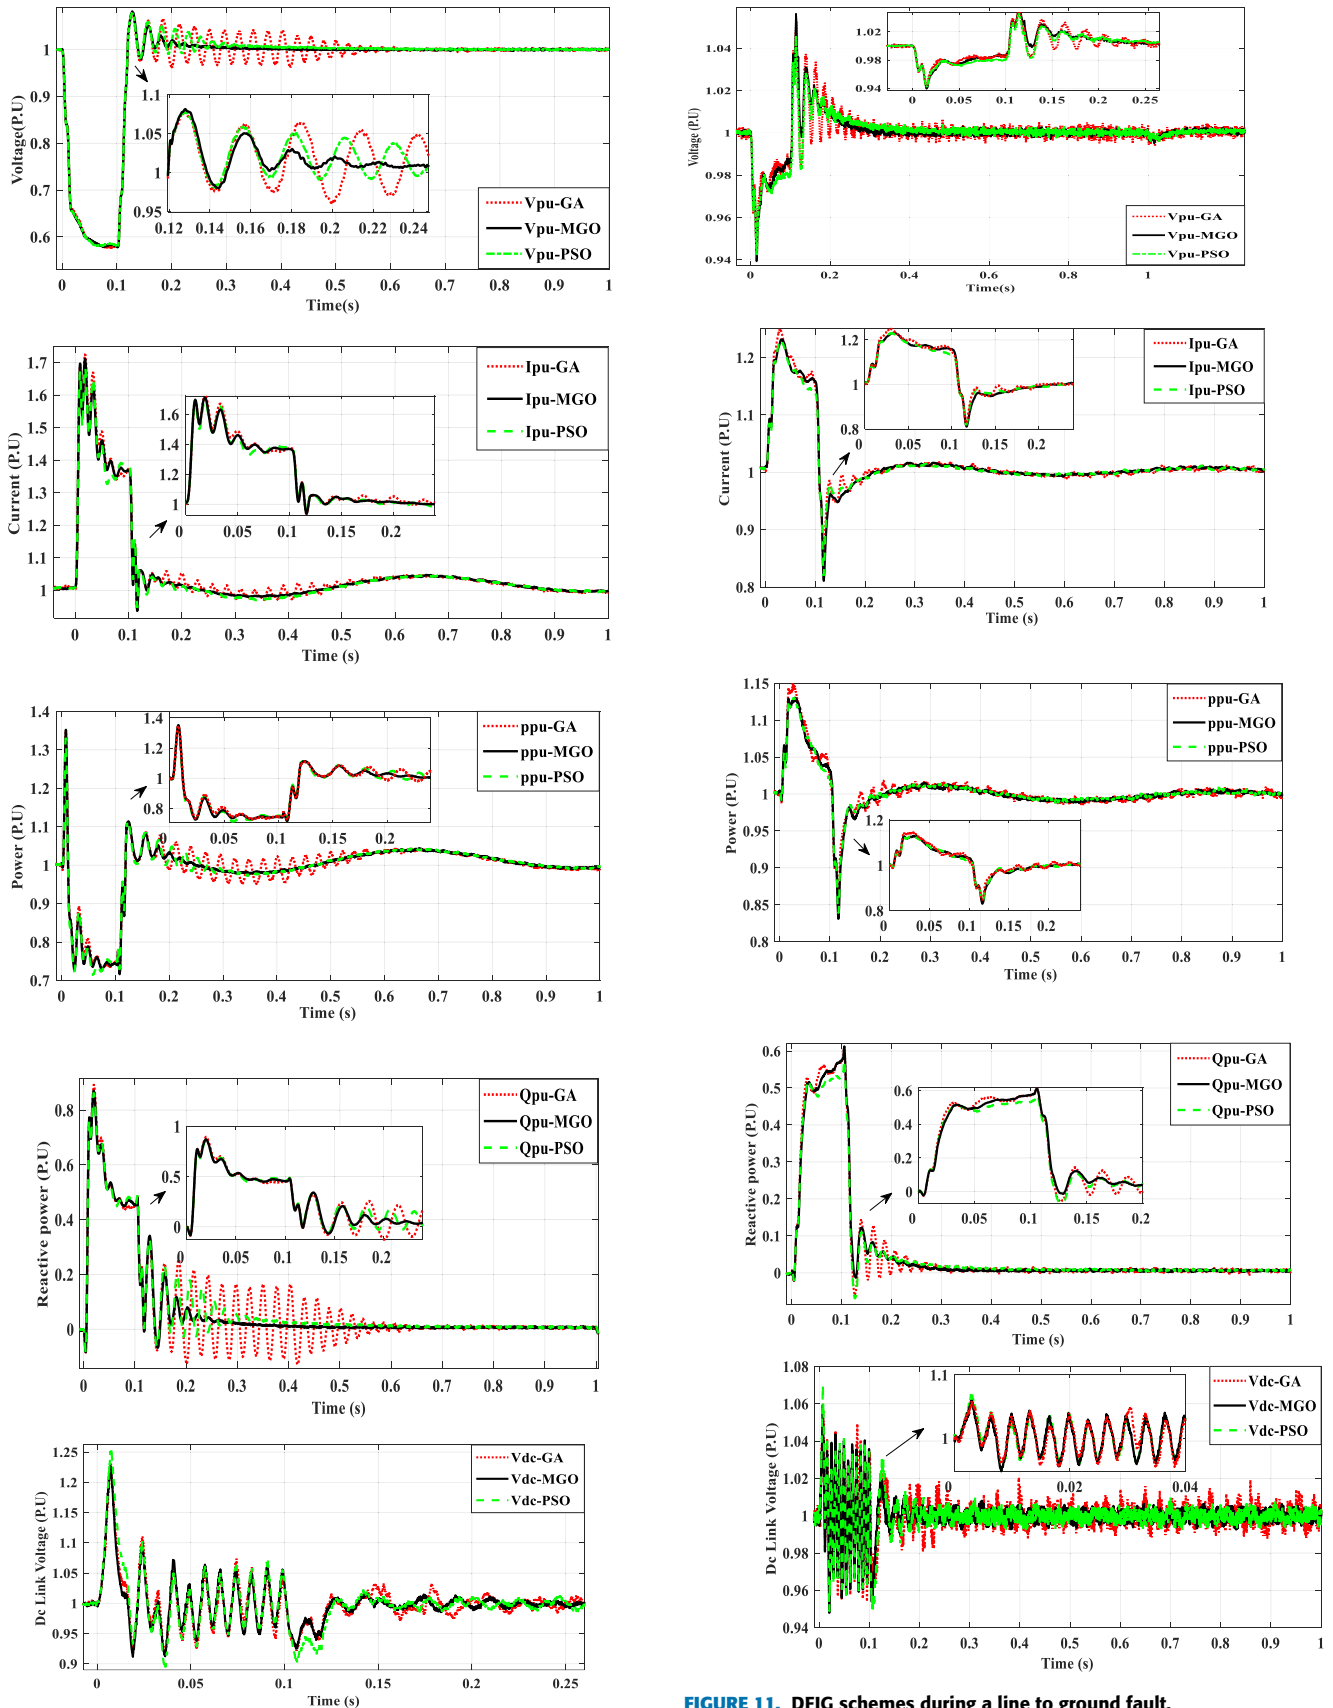 1
0.9
0.8
0.7
0.6
Voltage(P.U)
1.1
1.05
1
0.95
0.12 0.14 0.16 0.18 0.2 0.22 0.24
Vpu-GA
Vpu-MGO
Vpu-PSO
0 0.1 0.2 0.3 0.4 0.5 0.6 0.7 0.8 0.9 1
Time(s)
1.7
1.6
1.5
1.4
1.3
1.2
1.1
1
Current (P.U)
1.6
1.4
1.2
1
0 0.05 0.1 0.15 0.2
Ipu-GA
Ipu-MGO
Ipu-PSO
0 0.1 0.2 0.3 0.4 0.5 0.6 0.7 0.8 0.9 1
Time (s)
1.4
1.3
1.2
1.1
1
0.9
0.8
0.7
Power (P.U)
1.4
1.2
1
0.8
0 0.05 0.1 0.15 0.2
ppu-GA
ppu-MGO
ppu-PSO
0 0.1 0.2 0.3 0.4 0.5 0.6 0.7 0.8 0.9 1
Time (s)
0.8
0.6
0.4
0.2
0
Reactive power (P.U)
1
0.5
0
0 0.05 0.1 0.15 0.2
Qpu-GA
Qpu-MGO
Qpu-PSO
0 0.1 0.2 0.3 0.4 0.5 0.6 0.7 0.8 0.9 1
Time (s)
1.25
1.2
1.15
1.1
1.05
1
0.95
0.9
Dc Link Voltage (P.U)
Vdc-GA
Vdc-MGO
Vdc-PSO
0 0.05 0.1 0.15 0.2 0.25
Time (s)
1.04
1.02
1
0.98
0.96
0.94
Voltage (P.U)
1.02
0.98
0.94
0 0.05 0.1 0.15 0.2 0.25
Vpu-GA
Vpu-MGO
Vpu-PSO
0 0.2 0.4 0.6 0.8 1
Time(s)
1.2
1.1
1
0.9
0.8
Current (P.U)
1.2
1
0.8
0 0.05 0.1 0.15 0.2
Ipu-GA
Ipu-MGO
Ipu-PSO
0 0.1 0.2 0.3 0.4 0.5 0.6 0.7 0.8 0.9 1
Time (s)
1.15
1.1
1.05
1
0.95
0.9
0.85
0.8
Power (P.U)
1.2
1
0.8
0 0.05 0.1 0.15 0.2
ppu-GA
ppu-MGO
ppu-PSO
0 0.1 0.2 0.3 0.4 0.5 0.6 0.7 0.8 0.9 1
Time (s)
0.6
0.5
0.4
0.3
0.2
0.1
0
Reactive power (P.U)
0.6
0.4
0.2
0
0 0.05 0.1 0.15 0.2
Qpu-GA
Qpu-MGO
Qpu-PSO
0 0.1 0.2 0.3 0.4 0.5 0.6 0.7 0.8 0.9 1
Time (s)
1.08
1.06
1.04
1.02
1
0.98
0.96
0.94
Dc Link Voltage (P.U)
1.1
1
0 0.02 0.04
Vdc-GA
Vdc-MGO
Vdc-PSO
0 0.1 0.2 0.3 0.4 0.5 0.6 0.7 0.8 0.9 1
Time (s)
FIGURE 11. DFIG schemes during a line to ground fault.